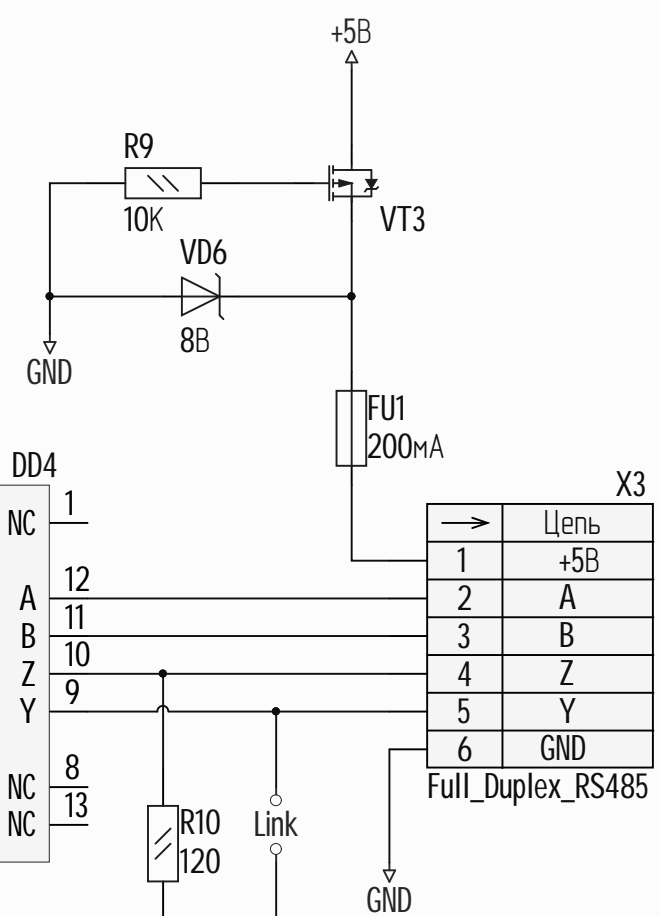 +5В
R9
10К
VT3
VD6
8В
GND
FU1
200мА
DD4
X3
NC 1
Цепь
1 +5В
A 12
2 A
B 11
3 B
Z 10
4 Z
Y 9
5 Y
6 GND
NC 8
Full_Duplex_RS485
NC 13
R10
120
Link
GND